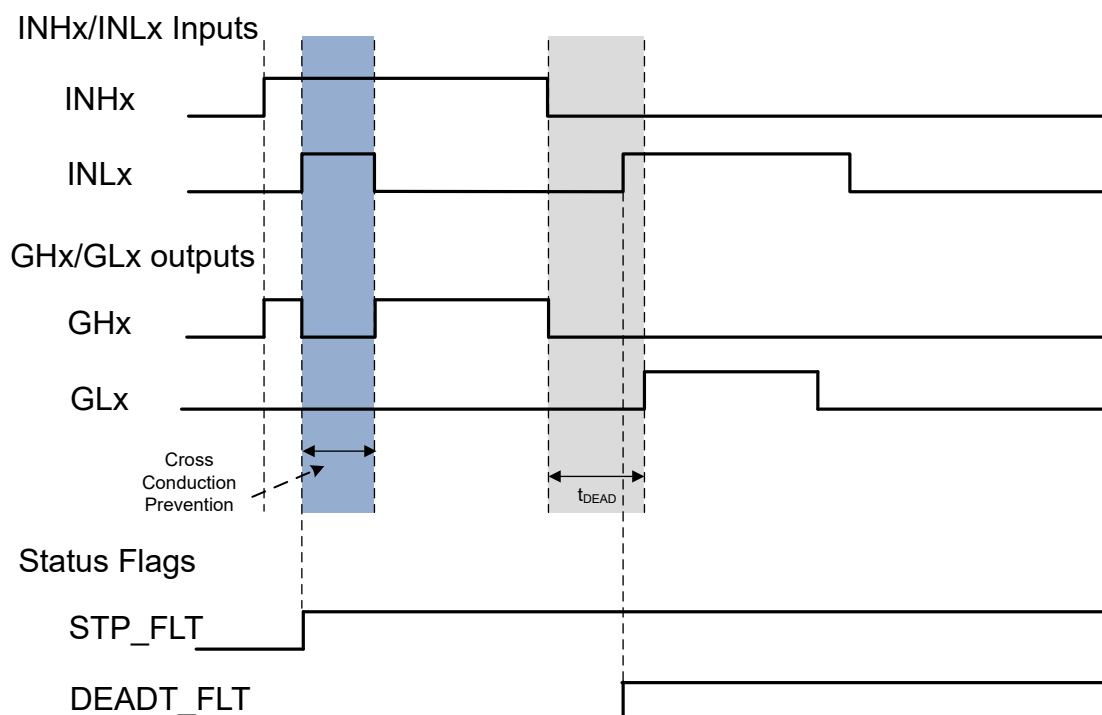 INHx/INLx Inputs
INHx
INLx
GHx/GLx outputs
GHx
GLx
Cross
Conduction
Prevention
tDEAD
Status Flags
STP_FLT
DEADT_FLT